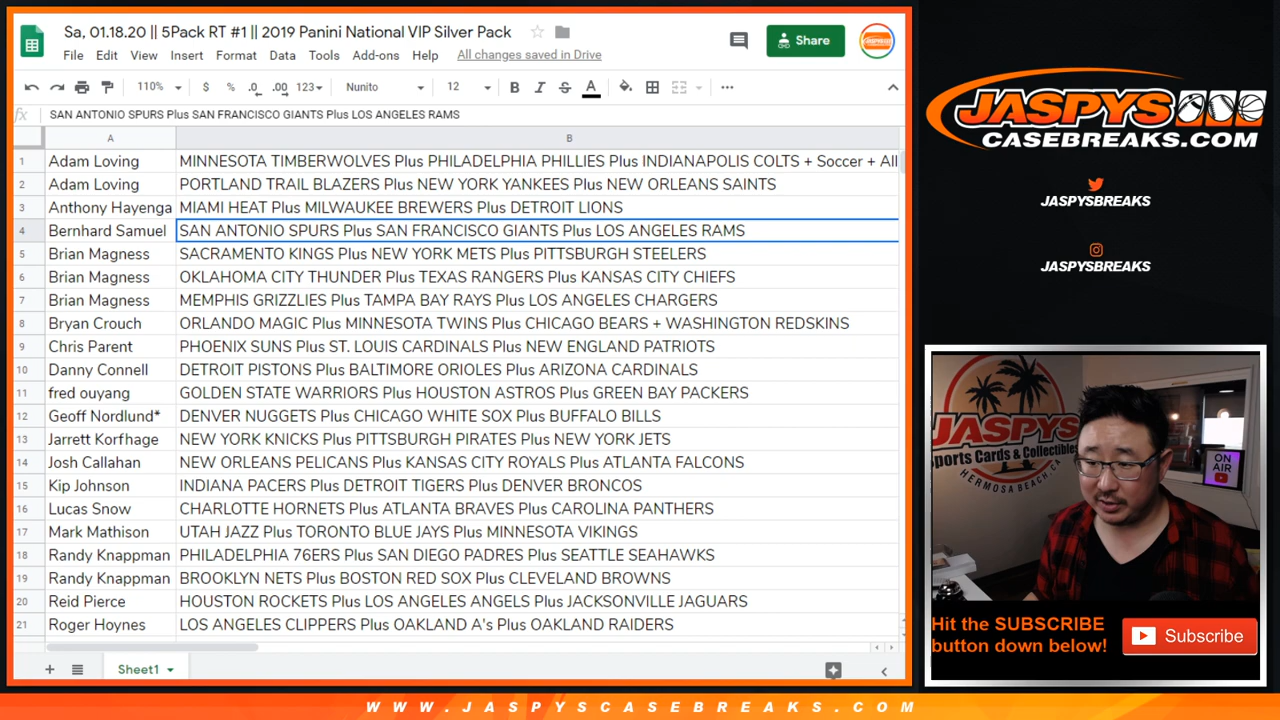 Sa, 01.18.20 || 5Pack RT #1 || 2019 Panini National VIP Silver Pack
File Edit View Insert Format Data Tools Add-ons Help All changes saved in Drive
Share
110% $ % .0 .00 123 Nunito 12 B I S A
fx SAN ANTONIO SPURS Plus SAN FRANCISCO GIANTS Plus LOS ANGELES RAMS
A B
1 Adam Loving MINNESOTA TIMBERWOLVES Plus PHILADELPHIA PHILLIES Plus INDIANAPOLIS COLTS + Soccer + All
2 Adam Loving PORTLAND TRAIL BLAZERS Plus NEW YORK YANKEES Plus NEW ORLEANS SAINTS
3 Anthony Hayenga MIAMI HEAT Plus MILWAUKEE BREWERS Plus DETROIT LIONS
4 Bernhard Samuel SAN ANTONIO SPURS Plus SAN FRANCISCO GIANTS Plus LOS ANGELES RAMS
5 Brian Magness SACRAMENTO KINGS Plus NEW YORK METS Plus PITTSBURGH STEELERS
6 Brian Magness OKLAHOMA CITY THUNDER Plus TEXAS RANGERS Plus KANSAS CITY CHIEFS
7 Brian Magness MEMPHIS GRIZZLIES Plus TAMPA BAY RAYS Plus LOS ANGELES CHARGERS
8 Bryan Crouch ORLANDO MAGIC Plus MINNESOTA TWINS Plus CHICAGO BEARS + WASHINGTON REDSKINS
9 Chris Parent PHOENIX SUNS Plus ST. LOUIS CARDINALS Plus NEW ENGLAND PATRIOTS
10 Danny Connell DETROIT PISTONS Plus BALTIMORE ORIOLES Plus ARIZONA CARDINALS
11 fred ouyang GOLDEN STATE WARRIORS Plus HOUSTON ASTROS Plus GREEN BAY PACKERS
12 Geoff Nordlund* DENVER NUGGETS Plus CHICAGO WHITE SOX Plus BUFFALO BILLS
13 Jarrett Korfhage NEW YORK KNICKS Plus PITTSBURGH PIRATES Plus NEW YORK JETS
14 Josh Callahan NEW ORLEANS PELICANS Plus KANSAS CITY ROYALS Plus ATLANTA FALCONS
15 Kip Johnson INDIANA PACERS Plus DETROIT TIGERS Plus DENVER BRONCOS
16 Lucas Snow CHARLOTTE HORNETS Plus ATLANTA BRAVES Plus CAROLINA PANTHERS
17 Mark Mathison UTAH JAZZ Plus TORONTO BLUE JAYS Plus MINNESOTA VIKINGS
18 Randy Knappman PHILADELPHIA 76ERS Plus SAN DIEGO PADRES Plus SEATTLE SEAHAWKS
19 Randy Knappman BROOKLYN NETS Plus BOSTON RED SOX Plus CLEVELAND BROWNS
20 Reid Pierce HOUSTON ROCKETS Plus LOS ANGELES ANGELS Plus JACKSONVILLE JAGUARS
21 Roger Hoynes LOS ANGELES CLIPPERS Plus OAKLAND A's Plus OAKLAND RAIDERS
Sheet1
JASPYS
CASEBREAKS.COM
JASPYSBREAKS
JASPYSBREAKS
JASPYS
Sports Cards & Collectibles
HERMOSA BEACH, CA
ON AIR
Hit the SUBSCRIBE
button down below!
Subscribe
WWW.JASPYSCASEBREAKS.COM